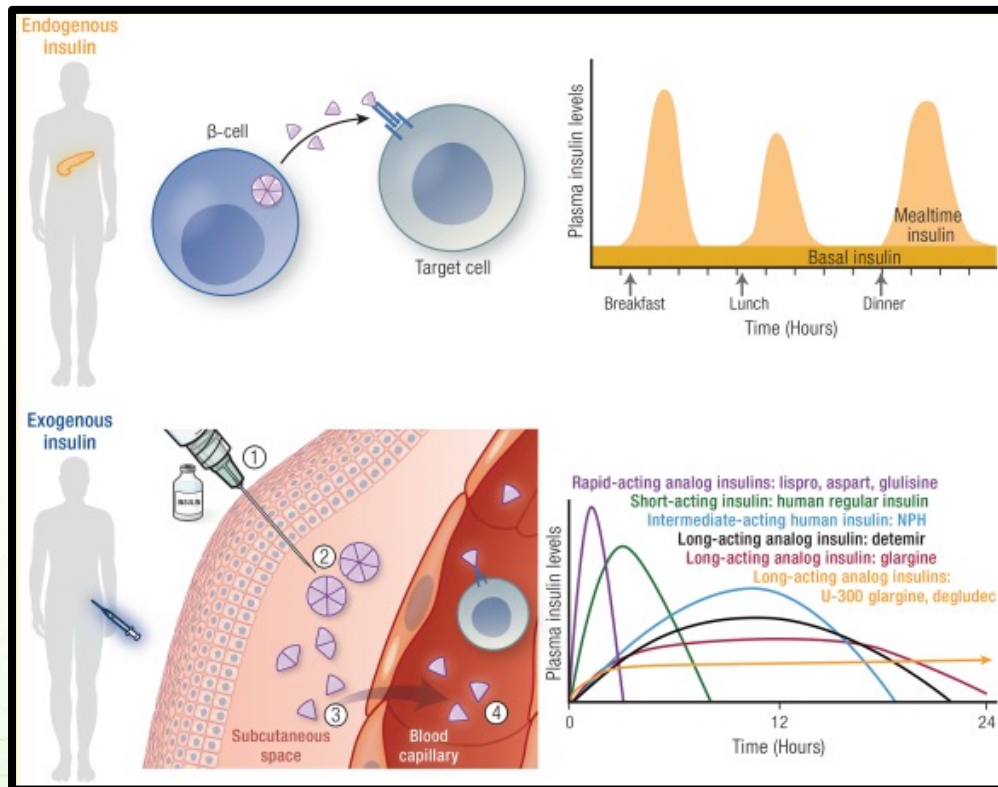 Endogenous
insulin
β-cell
Target cell
Plasma insulin levels
Mealtime
insulin
Basal insulin
Breakfast
Lunch
Dinner
Time (Hours)
Exogenous
insulin
INSULIN
1
2
3
4
Subcutaneous
space
Blood
capillary
Plasma insulin levels
Rapid-acting analog insulins: lispro, aspart, glulisine
Short-acting insulin: human regular insulin
Intermediate-acting human insulin: NPH
Long-acting analog insulin: detemir
Long-acting analog insulin: glargine
Long-acting analog insulins:
U-300 glargine, degludec
0
12
24
Time (Hours)